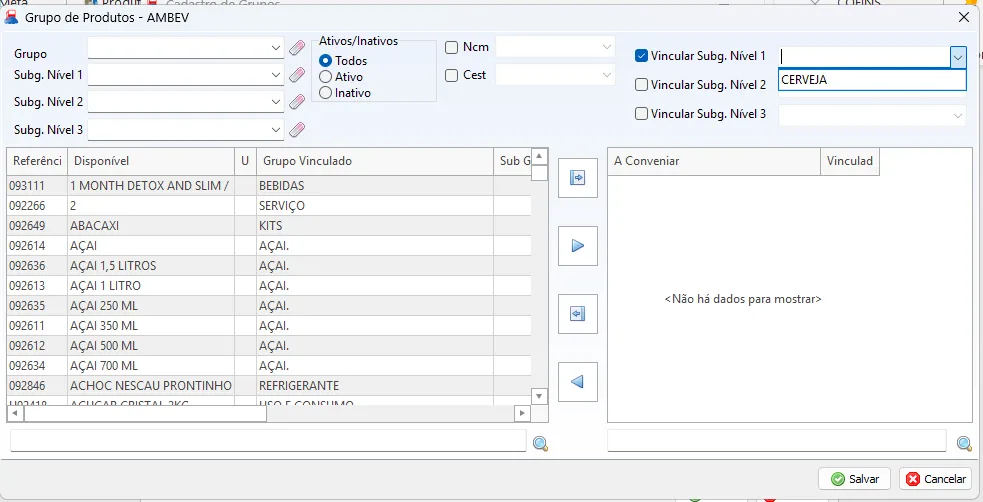 Cadastro de Grupos
COFINS
Grupo de Produtos - AMBEV
Grupo
Subg. Nível 1
Subg. Nível 2
Subg. Nível 3
Ativos/Inativos
Todos
Ativo
Inativo
Ncm
Cest
Vincular Subg. Nível 1
CERVEJA
Vincular Subg. Nível 2
Vincular Subg. Nível 3
Referênci Disponível U Grupo Vinculado Sub G
093111 1 MONTH DETOX AND SLIM / BEBIDAS
092266 2 SERVIÇO
092649 ABACAXI KITS
092614 AÇAI AÇAI.
092636 AÇAI 1,5 LITROS AÇAI.
092613 AÇAI 1 LITRO AÇAI.
092635 AÇAI 250 ML AÇAI.
092611 AÇAI 350 ML AÇAI.
092612 AÇAI 500 ML AÇAI.
092634 AÇAI 700 ML AÇAI.
092846 ACHOC NESCAU PRONTINHO REFRIGERANTE
A Conveniar Vinculad
<Não há dados para mostrar>
Salvar Cancelar